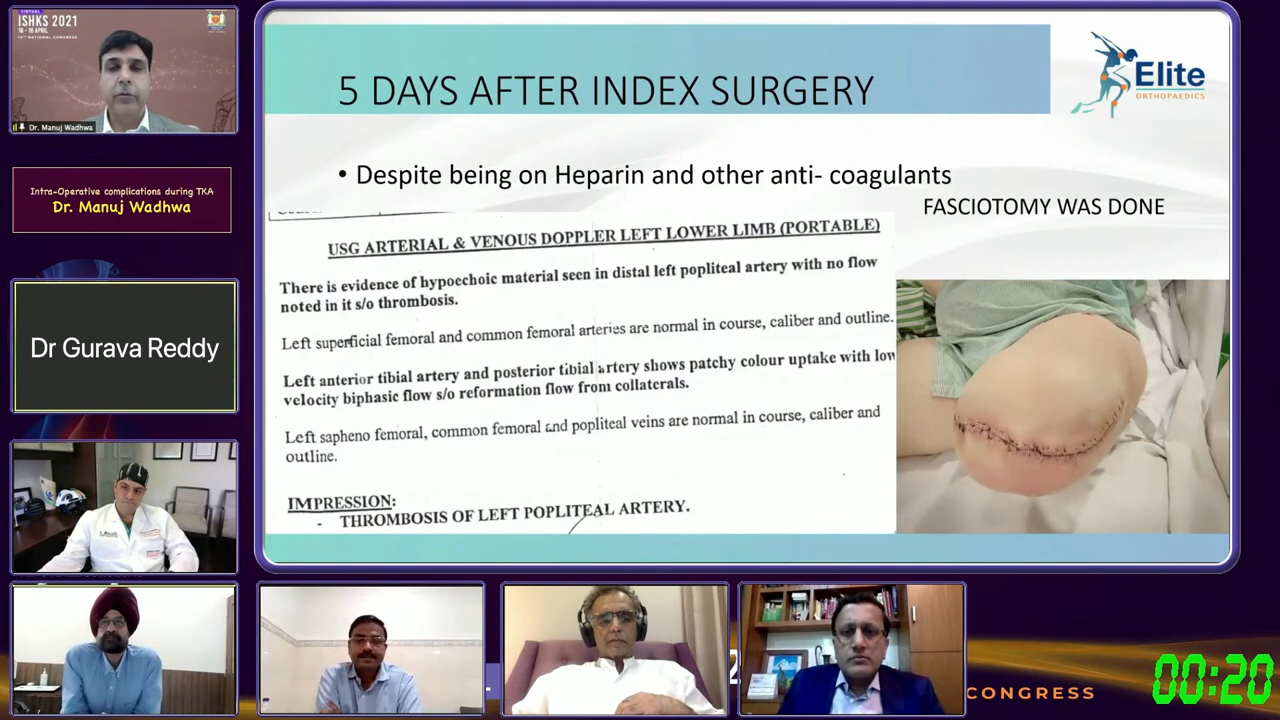 VIRTUAL
ISHKS 2021
16 - 18 APRIL
14TH NATIONAL CONGRESS
Dr. Manuj Wadhwa
Intra-Operative complications during TKA
Dr. Manuj Wadhwa
Dr Gurava Reddy
5 DAYS AFTER INDEX SURGERY
Elite
ORTHOPAEDICS
• Despite being on Heparin and other anti- coagulants
FASCIOTOMY WAS DONE
USG ARTERIAL & VENOUS DOPPLER LEFT LOWER LIMB (PORTABLE)
There is evidence of hypoechoic material seen in distal left popliteal artery with no flow
noted in it s/o thrombosis.
Left superficial femoral and common femoral arteries are normal in course, caliber and outline.
Left anterior tibial artery and posterior tibial artery shows patchy colour uptake with low
velocity biphasic flow s/o reformation flow from collaterals.
Left sapheno femoral, common femoral and popliteal veins are normal in course, caliber and
outline.
IMPRESSION:
- THROMBOSIS OF LEFT POPLITEAL ARTERY.
2
CONGRESS
00:20